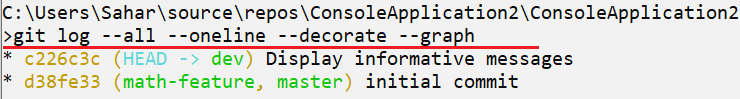 C:\Users\Sahar\source\repos\ConsoleApplication2\ConsoleApplication2
>git log --all --oneline --decorate --graph
* c226c3c (HEAD -> dev) Display informative messages
* d38fe33 (math-feature, master) initial commit